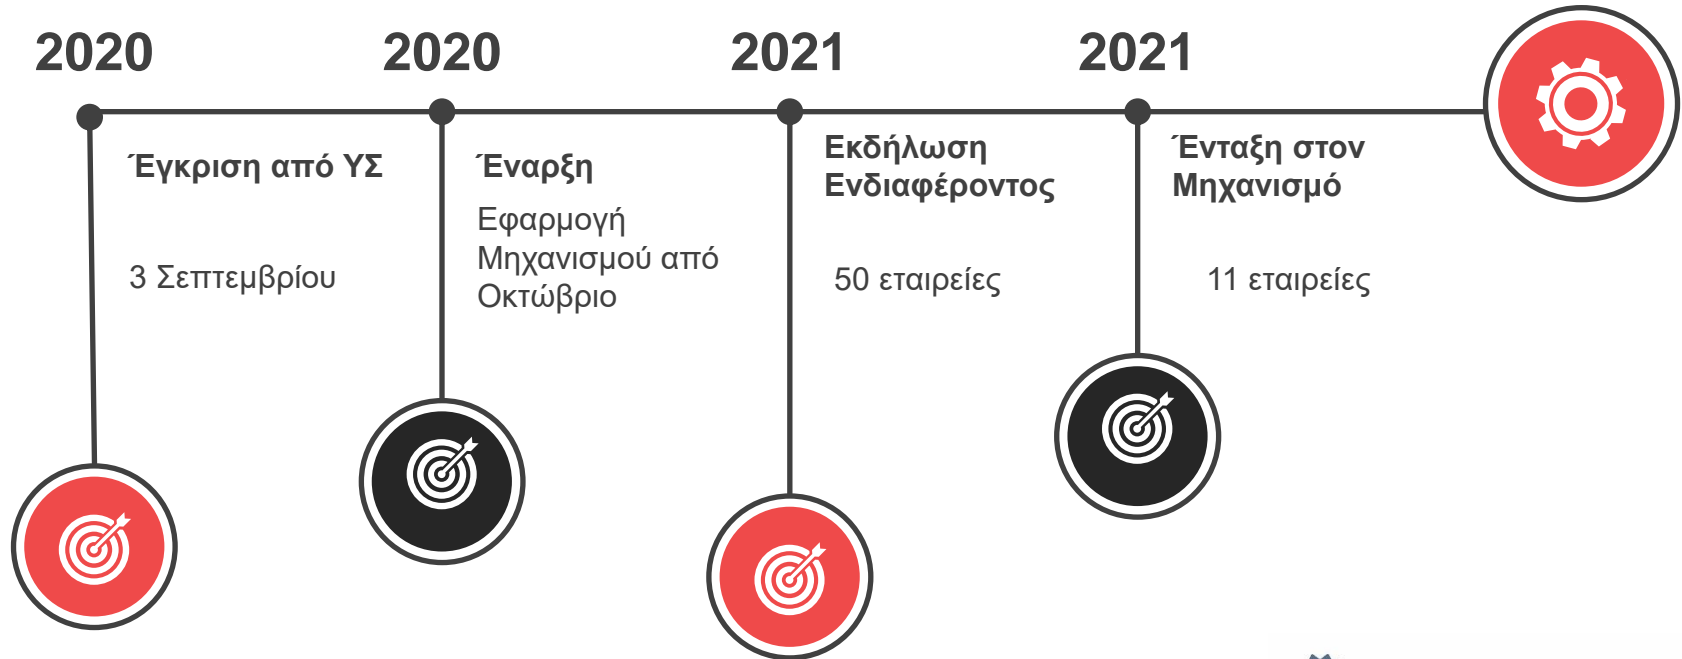 2020
Έγκριση από ΥΣ
3 Σεπτεμβρίου
2020
Έναρξη
Εφαρμογή
Μηχανισμού από
Οκτώβριο
2021
Εκδήλωση
Ενδιαφέροντος
50 εταιρείες
2021
Ένταξη στον
Μηχανισμό
11 εταιρείες